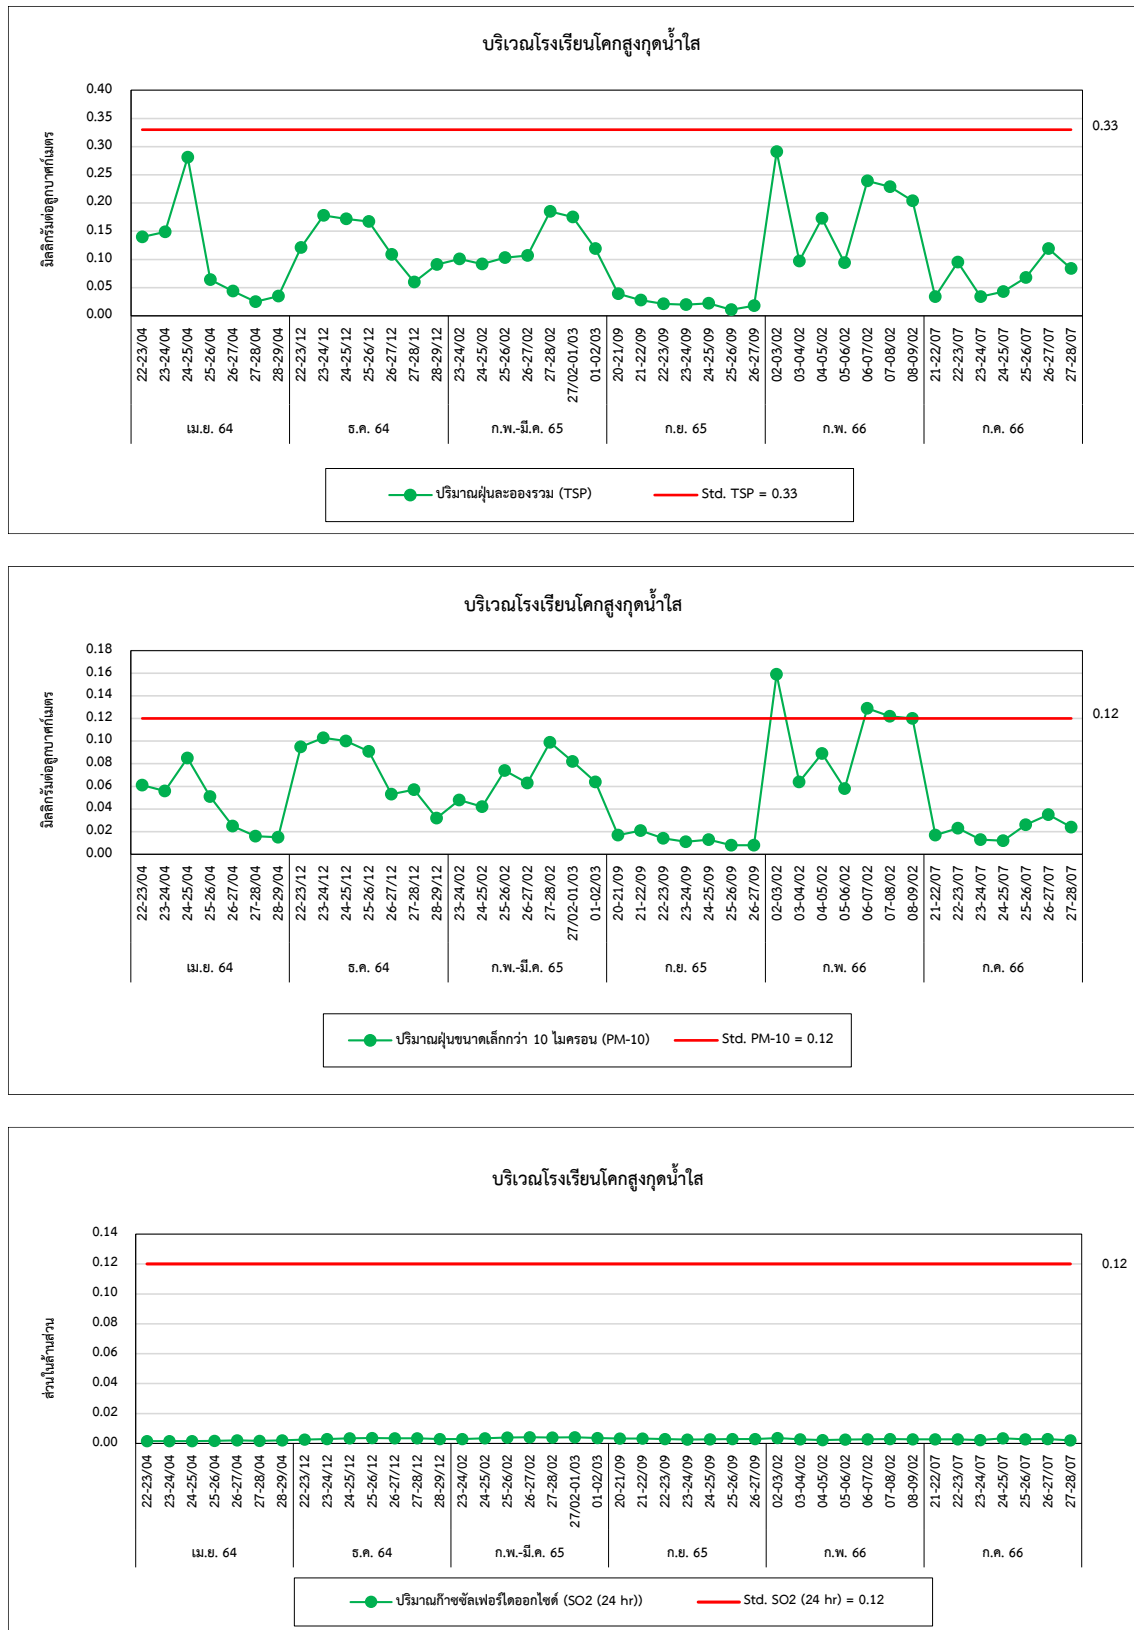 บริเวณโรงเรียนโคกสูงกุดน้ำใส
มิลลิกรัมต่อลูกบาศก์เมตร
0.40
0.35
0.30
0.25
0.20
0.15
0.10
0.05
0.00
0.33
22-23/04 23-24/04 24-25/04 25-26/04 26-27/04 27-28/04 28-29/04 22-23/12 23-24/12 24-25/12 25-26/12 26-27/12 27-28/12 28-29/12 23-24/02 24-25/02 25-26/02 26-27/02 27-28/02 27/02-01/03 01-02/03 20-21/09 21-22/09 22-23/09 23-24/09 24-25/09 25-26/09 26-27/09 02-03/02 03-04/02 04-05/02 05-06/02 06-07/02 07-08/02 08-09/02 21-22/07 22-23/07 23-24/07 24-25/07 25-26/07 26-27/07 27-28/07
เม.ย. 64 ธ.ค. 64 ก.พ.-มี.ค. 65 ก.ย. 65 ก.พ. 66 ก.ค. 66
ปริมาณฝุ่นละอองรวม (TSP) Std. TSP = 0.33
บริเวณโรงเรียนโคกสูงกุดน้ำใส
มิลลิกรัมต่อลูกบาศก์เมตร
0.18
0.16
0.14
0.12
0.10
0.08
0.06
0.04
0.02
0.00
0.12
22-23/04 23-24/04 24-25/04 25-26/04 26-27/04 27-28/04 28-29/04 22-23/12 23-24/12 24-25/12 25-26/12 26-27/12 27-28/12 28-29/12 23-24/02 24-25/02 25-26/02 26-27/02 27-28/02 27/02-01/03 01-02/03 20-21/09 21-22/09 22-23/09 23-24/09 24-25/09 25-26/09 26-27/09 02-03/02 03-04/02 04-05/02 05-06/02 06-07/02 07-08/02 08-09/02 21-22/07 22-23/07 23-24/07 24-25/07 25-26/07 26-27/07 27-28/07
เม.ย. 64 ธ.ค. 64 ก.พ.-มี.ค. 65 ก.ย. 65 ก.พ. 66 ก.ค. 66
ปริมาณฝุ่นขนาดเล็กกว่า 10 ไมครอน (PM-10) Std. PM-10 = 0.12
บริเวณโรงเรียนโคกสูงกุดน้ำใส
ส่วนในล้านส่วน
0.14
0.12
0.10
0.08
0.06
0.04
0.02
0.00
0.12
22-23/04 23-24/04 24-25/04 25-26/04 26-27/04 27-28/04 28-29/04 22-23/12 23-24/12 24-25/12 25-26/12 26-27/12 27-28/12 28-29/12 23-24/02 24-25/02 25-26/02 26-27/02 27-28/02 27/02-01/03 01-02/03 20-21/09 21-22/09 22-23/09 23-24/09 24-25/09 25-26/09 26-27/09 02-03/02 03-04/02 04-05/02 05-06/02 06-07/02 07-08/02 08-09/02 21-22/07 22-23/07 23-24/07 24-25/07 25-26/07 26-27/07 27-28/07
เม.ย. 64 ธ.ค. 64 ก.พ.-มี.ค. 65 ก.ย. 65 ก.พ. 66 ก.ค. 66
ปริมาณก๊าซซัลเฟอร์ไดออกไซด์ (SO2 (24 hr)) Std. SO2 (24 hr) = 0.12